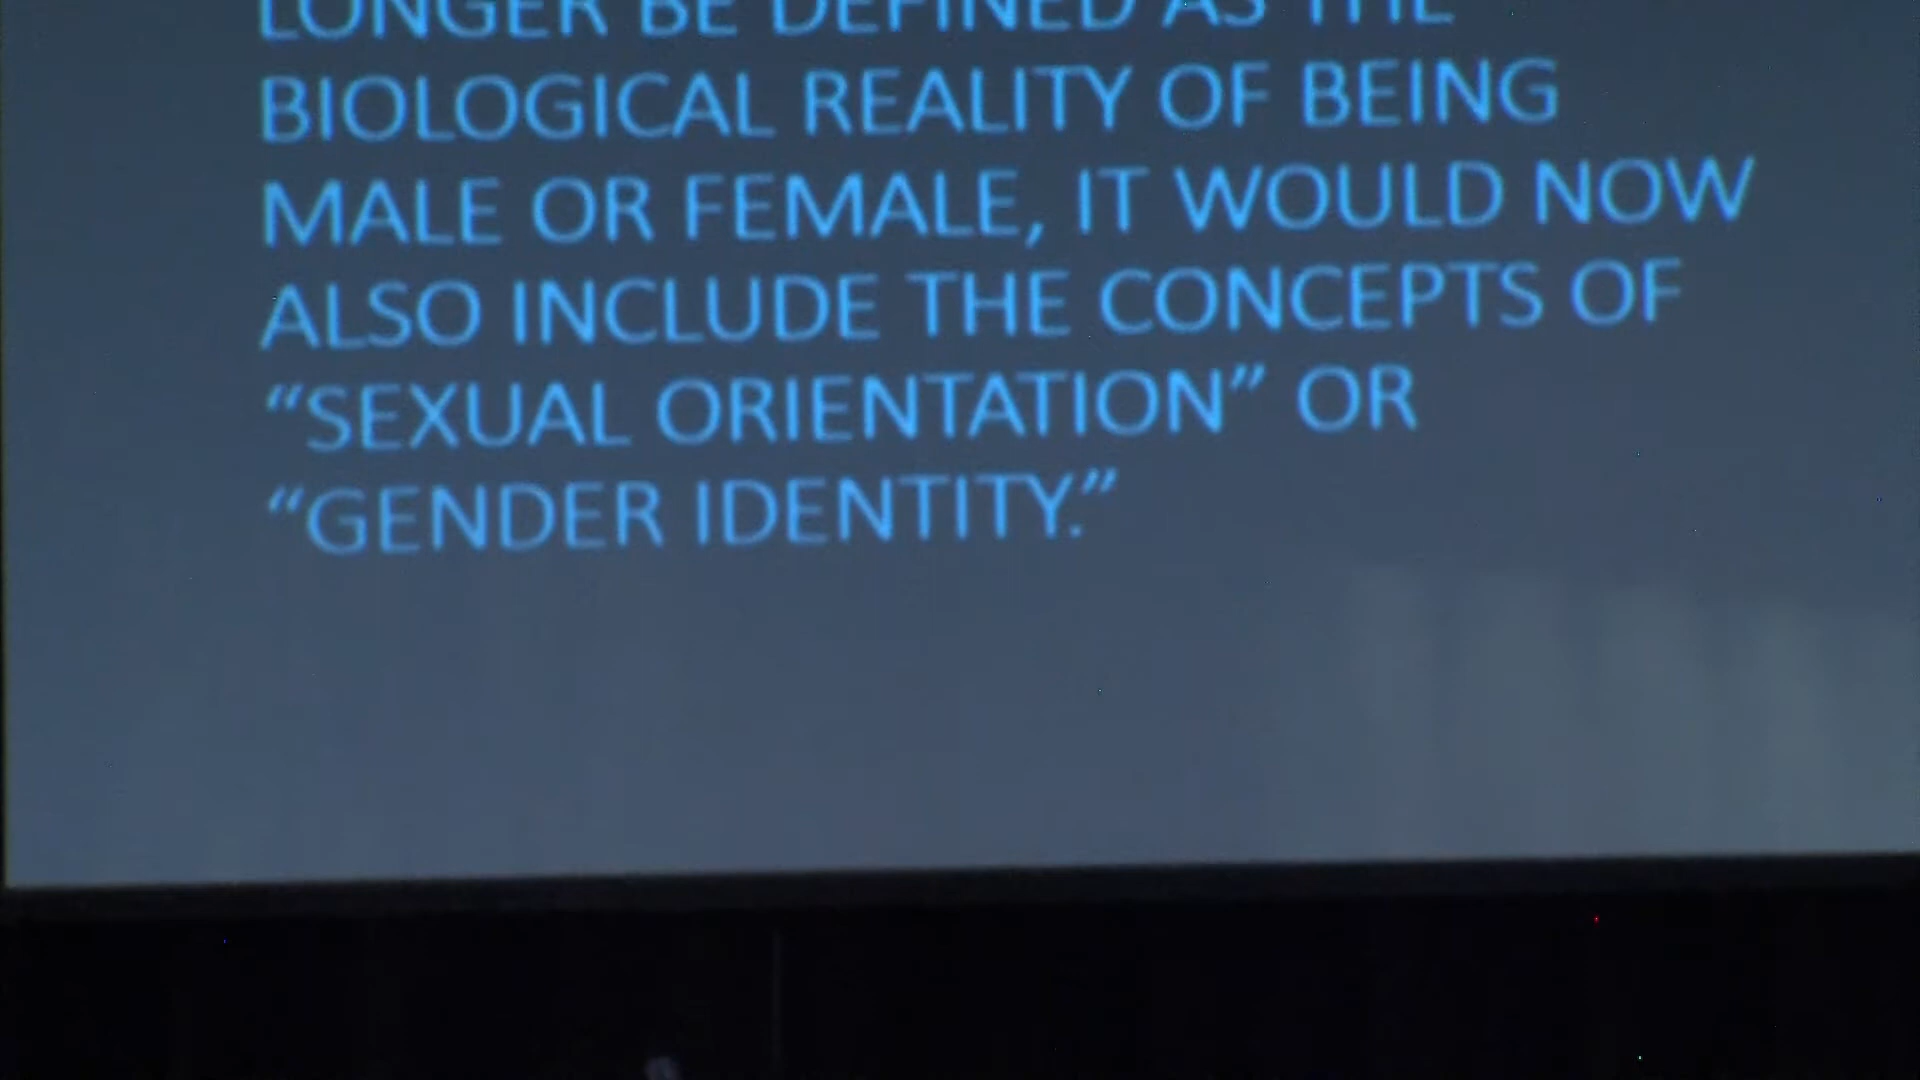 LONGER BE DEFINED AS THE
BIOLOGICAL REALITY OF BEING
MALE OR FEMALE, IT WOULD NOW
ALSO INCLUDE THE CONCEPTS OF
“SEXUAL ORIENTATION” OR
“GENDER IDENTITY.”